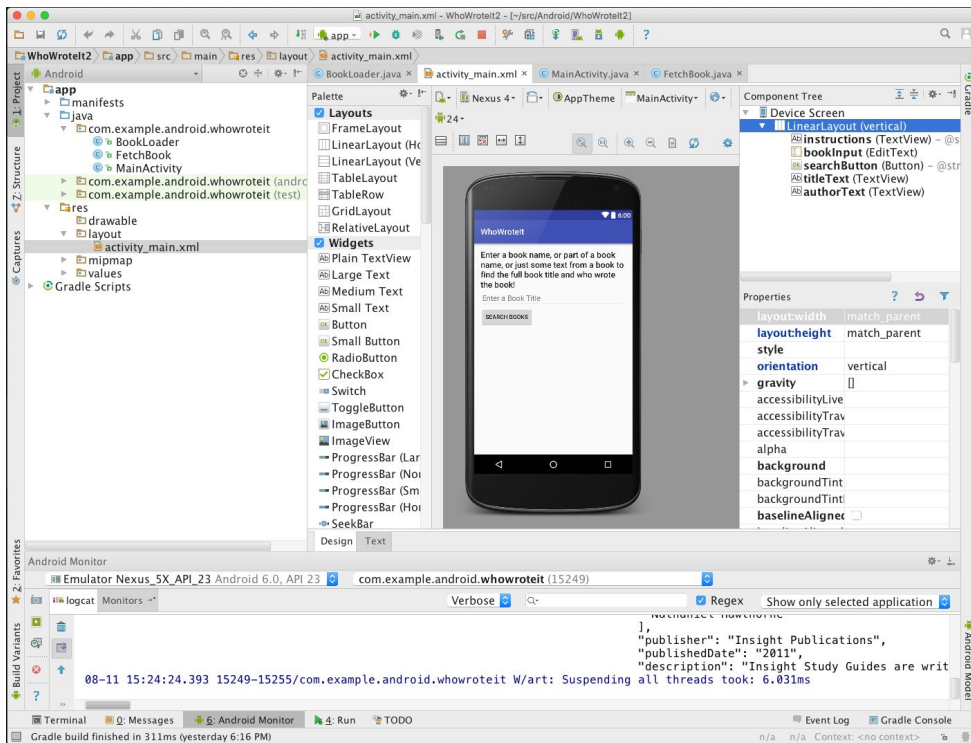 activity_main.xml - WhoWroteIt2 - [~/src/Android/WhoWroteIt2]
app
WhoWroteIt2 app src main res layout activity_main.xml
1: Project
Z: Structure
Captures
2: Favorites
Build Variants
Android
app
manifests
java
com.example.android.whowroteit
BookLoader
FetchBook
MainActivity
com.example.android.whowroteit (andro
com.example.android.whowroteit (test)
res
drawable
layout
activity_main.xml
mipmap
values
Gradle Scripts
BookLoader.java × activity_main.xml × MainActivity.java × FetchBook.java ×
Palette
Layouts
FrameLayout
LinearLayout (Ho
LinearLayout (Ve
TableLayout
TableRow
GridLayout
RelativeLayout
Widgets
Plain TextView
Large Text
Medium Text
Small Text
Button
Small Button
RadioButton
CheckBox
Switch
ToggleButton
ImageButton
ImageView
ProgressBar (Lar
ProgressBar (Nor
ProgressBar (Sm
ProgressBar (Hor
SeekBar
Nexus 4 AppTheme MainActivity
24
6:00
WhoWroteIt
Enter a book name, or part of a book
name, or just some text from a book to
find the full book title and who wrote
the book!
Enter a Book Title
SEARCH BOOKS
Design Text
Component Tree
Device Screen
LinearLayout (vertical)
instructions (TextView) – @s
bookInput (EditText)
searchButton (Button) – @str
titleText (TextView)
authorText (TextView)
Properties ?
layout:width match_parent
layout:height match_parent
style
orientation vertical
gravity []
accessibilityLive
accessibilityTrav
accessibilityTrav
alpha
background
backgroundTint
backgroundTintl
baselineAligned
Gradle
Android Model
Android Monitor
Emulator Nexus_5X_API_23 Android 6.0, API 23 com.example.android.whowroteit (15249)
logcat Monitors Verbose Regex Show only selected application
"Nathaniel Hawthorne"
],
"publisher": "Insight Publications",
"publishedDate": "2011",
"description": "Insight Study Guides are writ
08-11 15:24:24.393 15249-15255/com.example.android.whowroteit W/art: Suspending all threads took: 6.031ms
Terminal 0: Messages 6: Android Monitor 4: Run TODO Event Log Gradle Console
Gradle build finished in 311ms (yesterday 6:16 PM) n/a n/a Context: <no context>